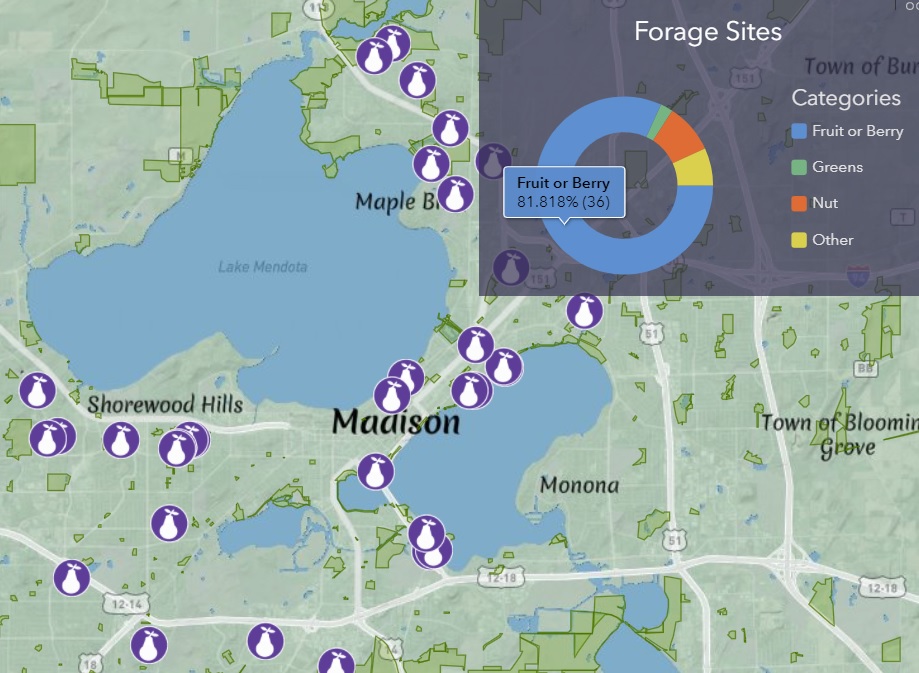 113
Forage Sites
Town of Bur
151
Categories
Fruit or Berry
Greens
Nut
Other
Fruit or Berry
81.818% (36)
M
Maple B
T
Lake Mendota
151
51
BB
Shorewood Hills
Madison
Town of Bloomin
Grove
Monona
51
12-18
12-18
12-14
18